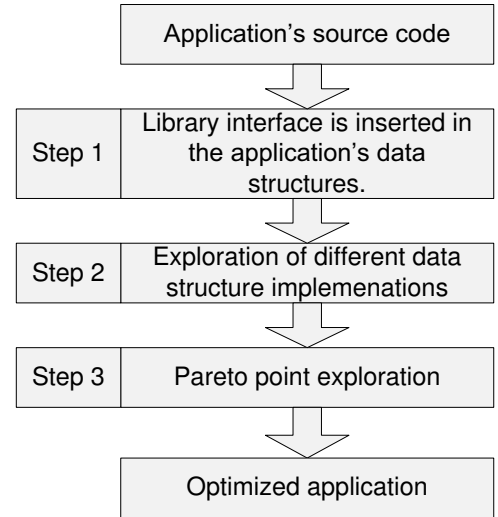 Application's source code
Step 1
Library interface is inserted in
the application's data
structures.
Step 2
Exploration of different data
structure implemenations
Step 3
Pareto point exploration
Optimized application